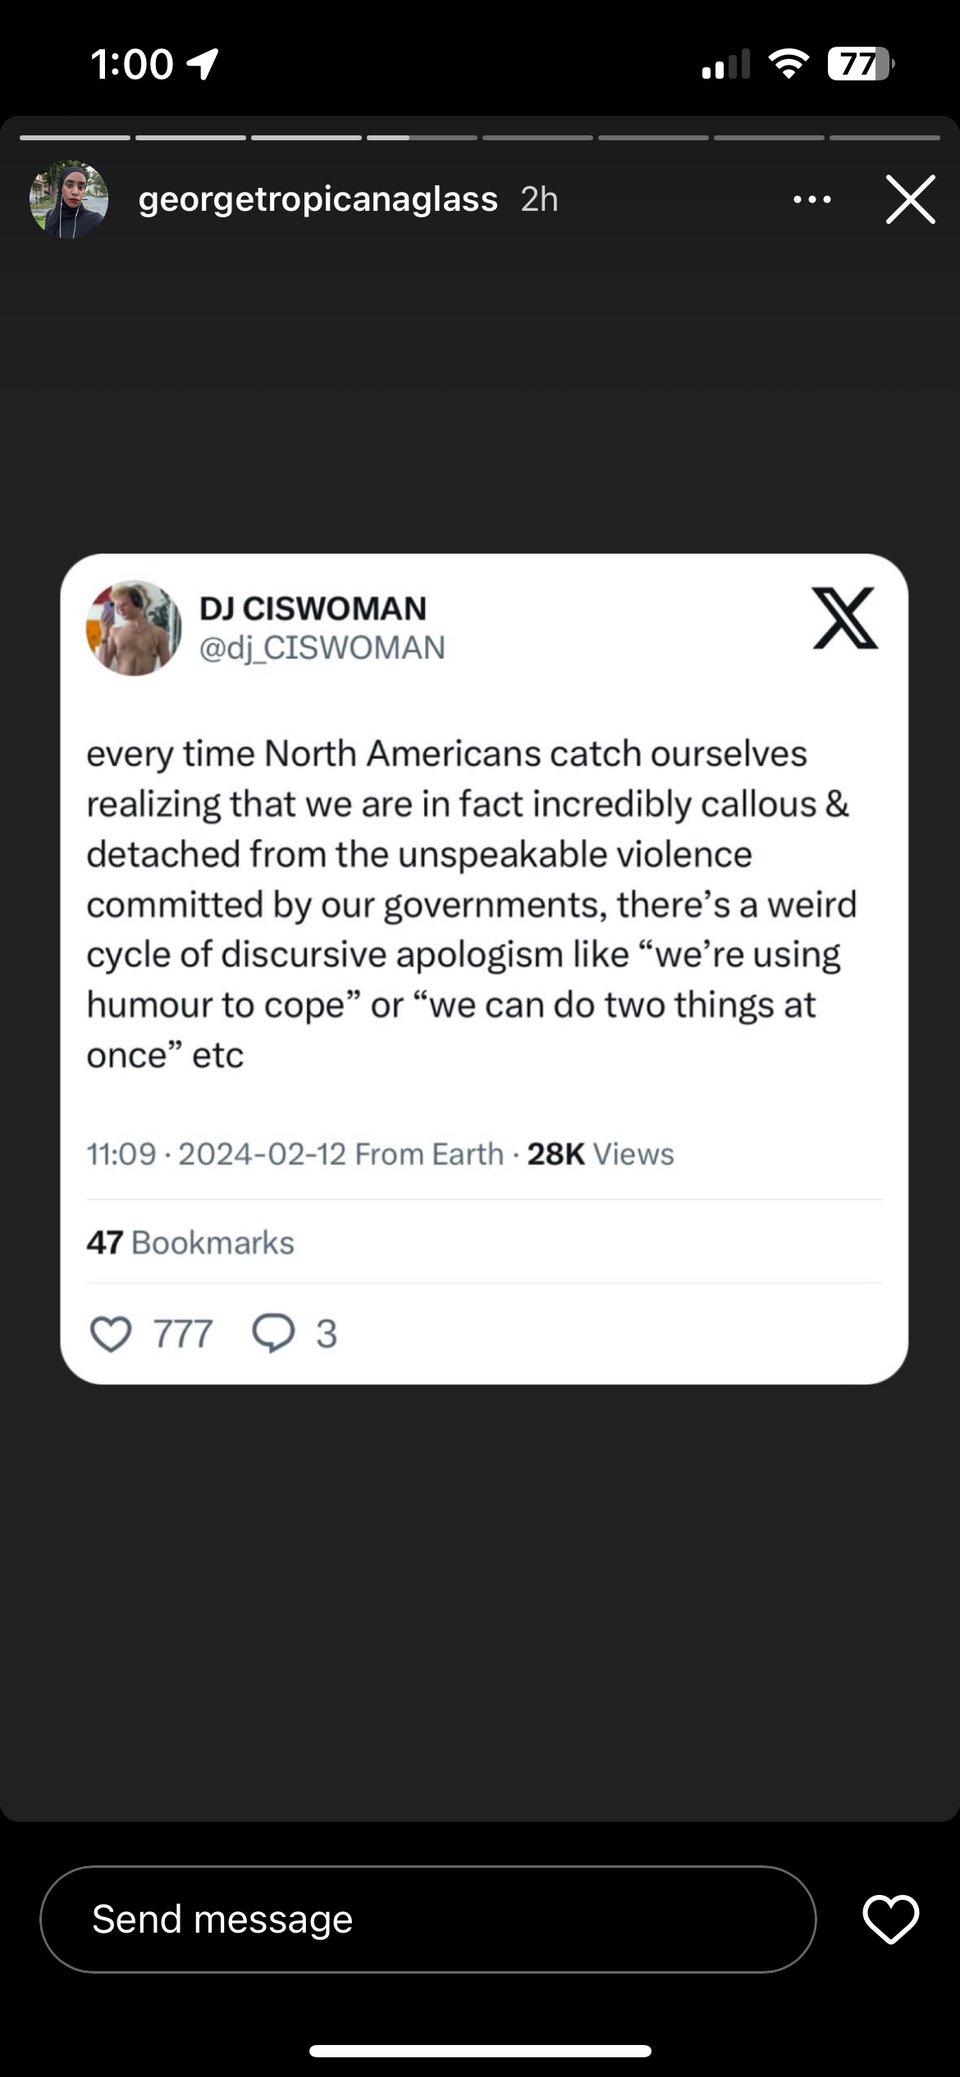 1:00
77
georgetropicanaglass 2h
DJ CISWOMAN
@dj_CISWOMAN
every time North Americans catch ourselves
realizing that we are in fact incredibly callous &
detached from the unspeakable violence
committed by our governments, there’s a weird
cycle of discursive apologism like “we’re using
humour to cope” or “we can do two things at
once” etc
11:09 · 2024-02-12 From Earth · 28K Views
47 Bookmarks
777 3
Send message